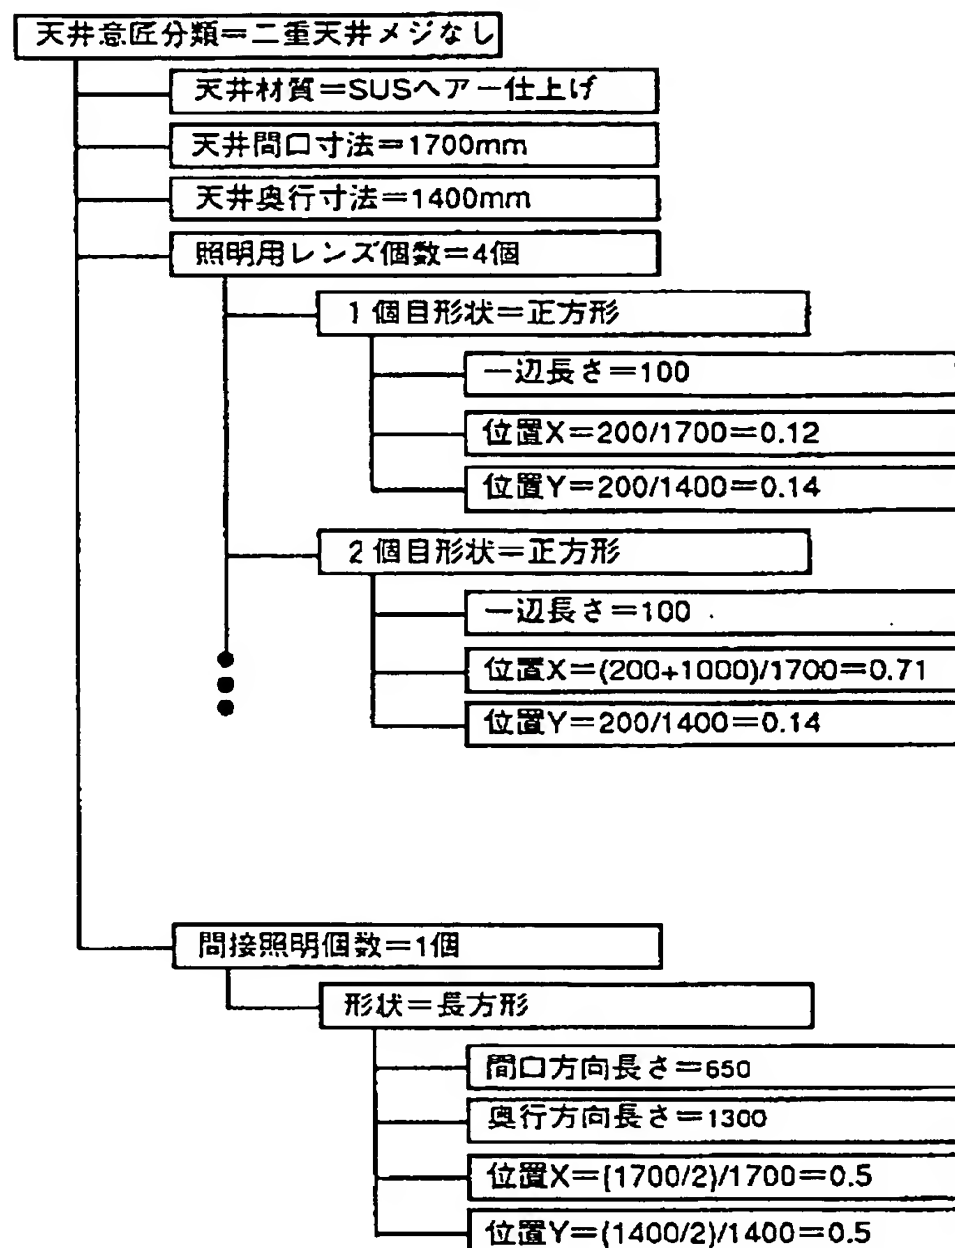 天井意匠分類＝二重天井メジなし
天井材質＝SUSヘアー仕上げ
天井間口寸法＝1700mm
天井奥行寸法＝1400mm
照明用レンズ個数＝4個
1個目形状＝正方形
一辺長さ＝100
位置X＝200/1700＝0.12
位置Y＝200/1400＝0.14
2個目形状＝正方形
一辺長さ＝100
位置X＝(200+1000)/1700＝0.71
位置Y＝200/1400＝0.14
間接照明個数＝1個
形状＝長方形
間口方向長さ＝650
奥行方向長さ＝1300
位置X＝(1700/2)/1700＝0.5
位置Y＝(1400/2)/1400＝0.5